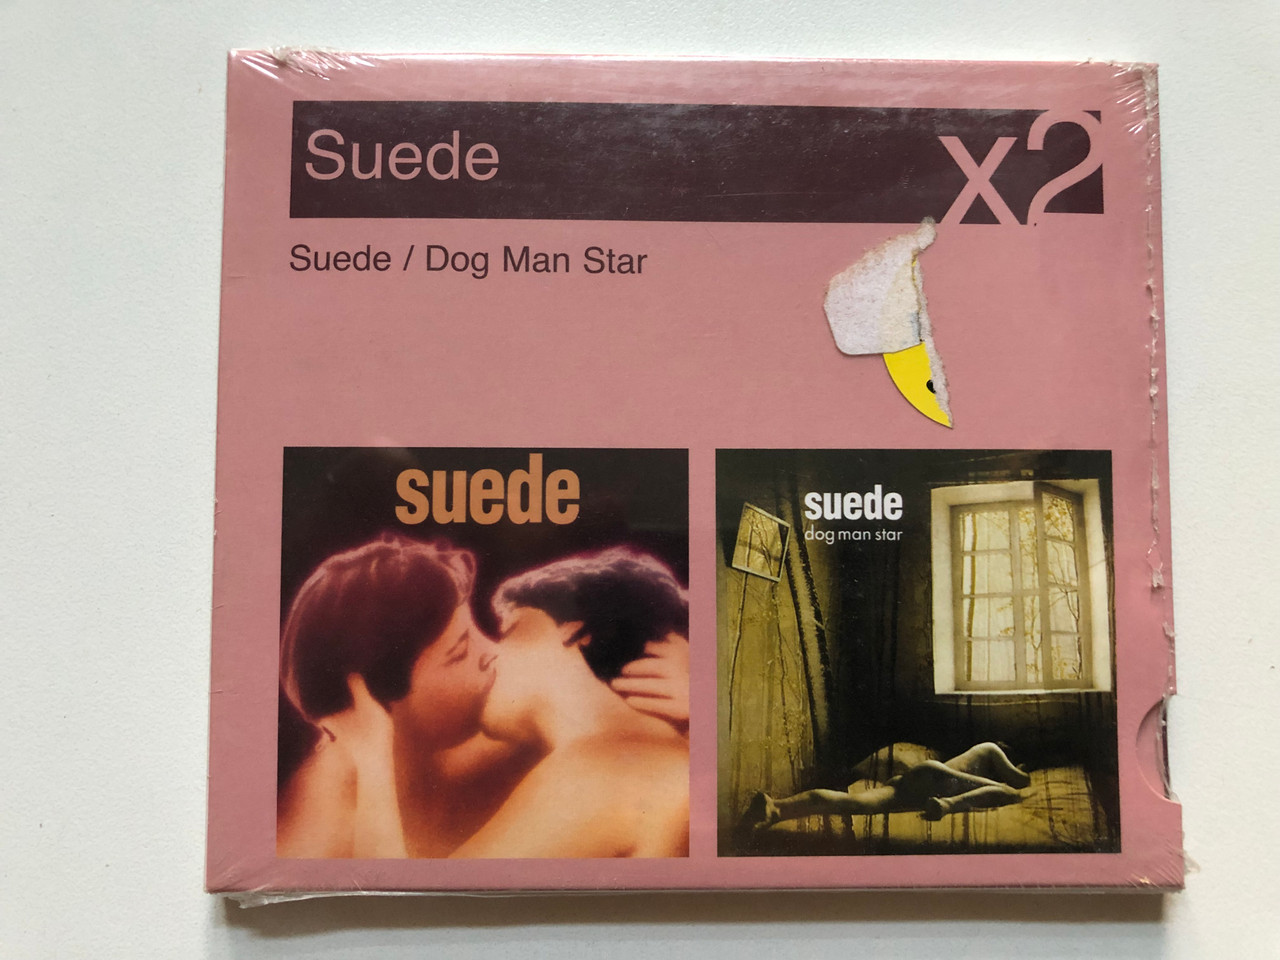 Suede x2
Suede / Dog Man Star
suede
suede
dog man star